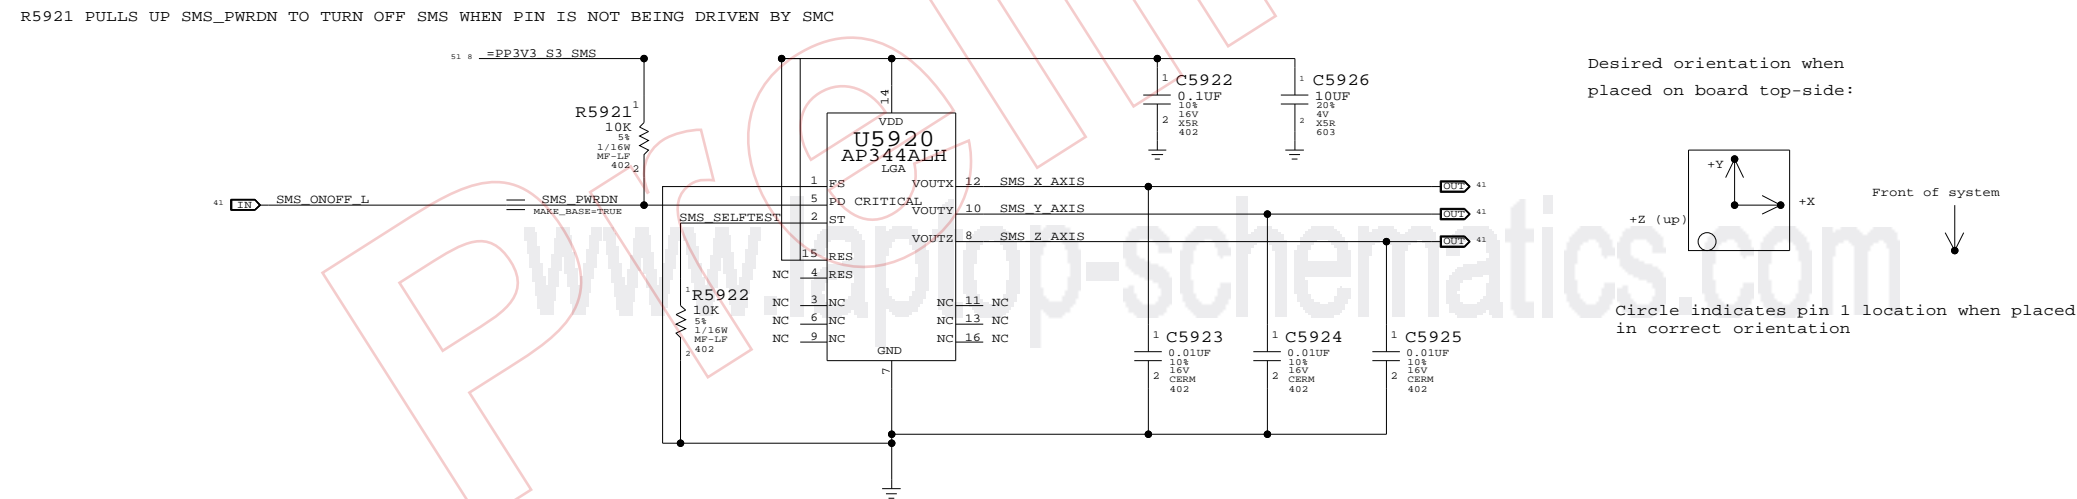 R5921 PULLS UP SMS_PWRDN TO TURN OFF SMS WHEN PIN IS NOT BEING DRIVEN BY SMC
51 8 =PP3V3_S3_SMS
R5921 1
10K
5%
1/16W
MF-LF
402 2
41 IN SMS_ONOFF_L
SMS_PWRDN
MAKE_BASE=TRUE
SMS_SELFTEST
1 R5922
10K
5%
1/16W
MF-LF
2 402
14
VDD
U5920
AP344ALH
LGA
CRITICAL
1 FS
5 PD
2 ST
15 RES
NC 4 RES
NC 3 NC
NC 6 NC
NC 9 NC
VOUTX 12 SMS_X_AXIS OUT 41
VOUTY 10 SMS_Y_AXIS OUT 41
VOUTZ 8 SMS_Z_AXIS OUT 41
NC 11 NC
NC 13 NC
NC 16 NC
GND
7
1 C5922
0.1UF
10%
2 16V
X5R
402
1 C5926
10UF
20%
2 4V
X5R
603
1 C5923
0.01UF
10%
2 16V
CERM
402
1 C5924
0.01UF
10%
2 16V
CERM
402
1 C5925
0.01UF
10%
2 16V
CERM
402
Desired orientation when
placed on board top-side:
+Y
+X
+Z (up)
Front of system
Circle indicates pin 1 location when placed
in correct orientation
www.laptop-schematics.com